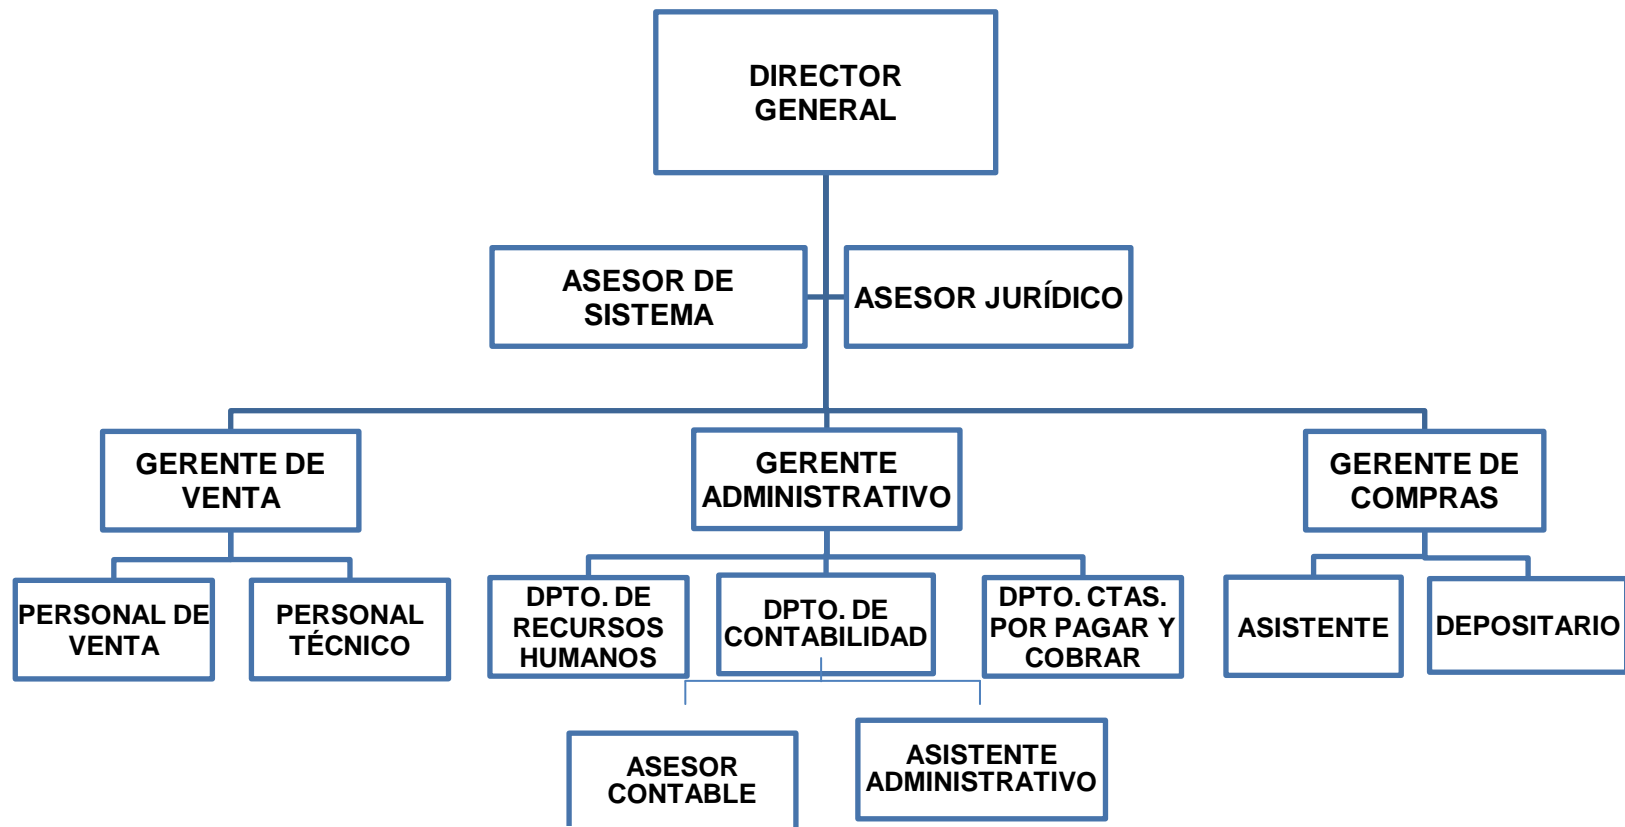 DIRECTOR
GENERAL
ASESOR DE
SISTEMA
ASESOR JURÍDICO
GERENTE DE
VENTA
GERENTE
ADMINISTRATIVO
GERENTE DE
COMPRAS
PERSONAL DE
VENTA
PERSONAL
TÉCNICO
DPTO. DE
RECURSOS
HUMANOS
DPTO. DE
CONTABILIDAD
DPTO. CTAS.
POR PAGAR Y
COBRAR
ASISTENTE
DEPOSITARIO
ASESOR
CONTABLE
ASISTENTE
ADMINISTRATIVO